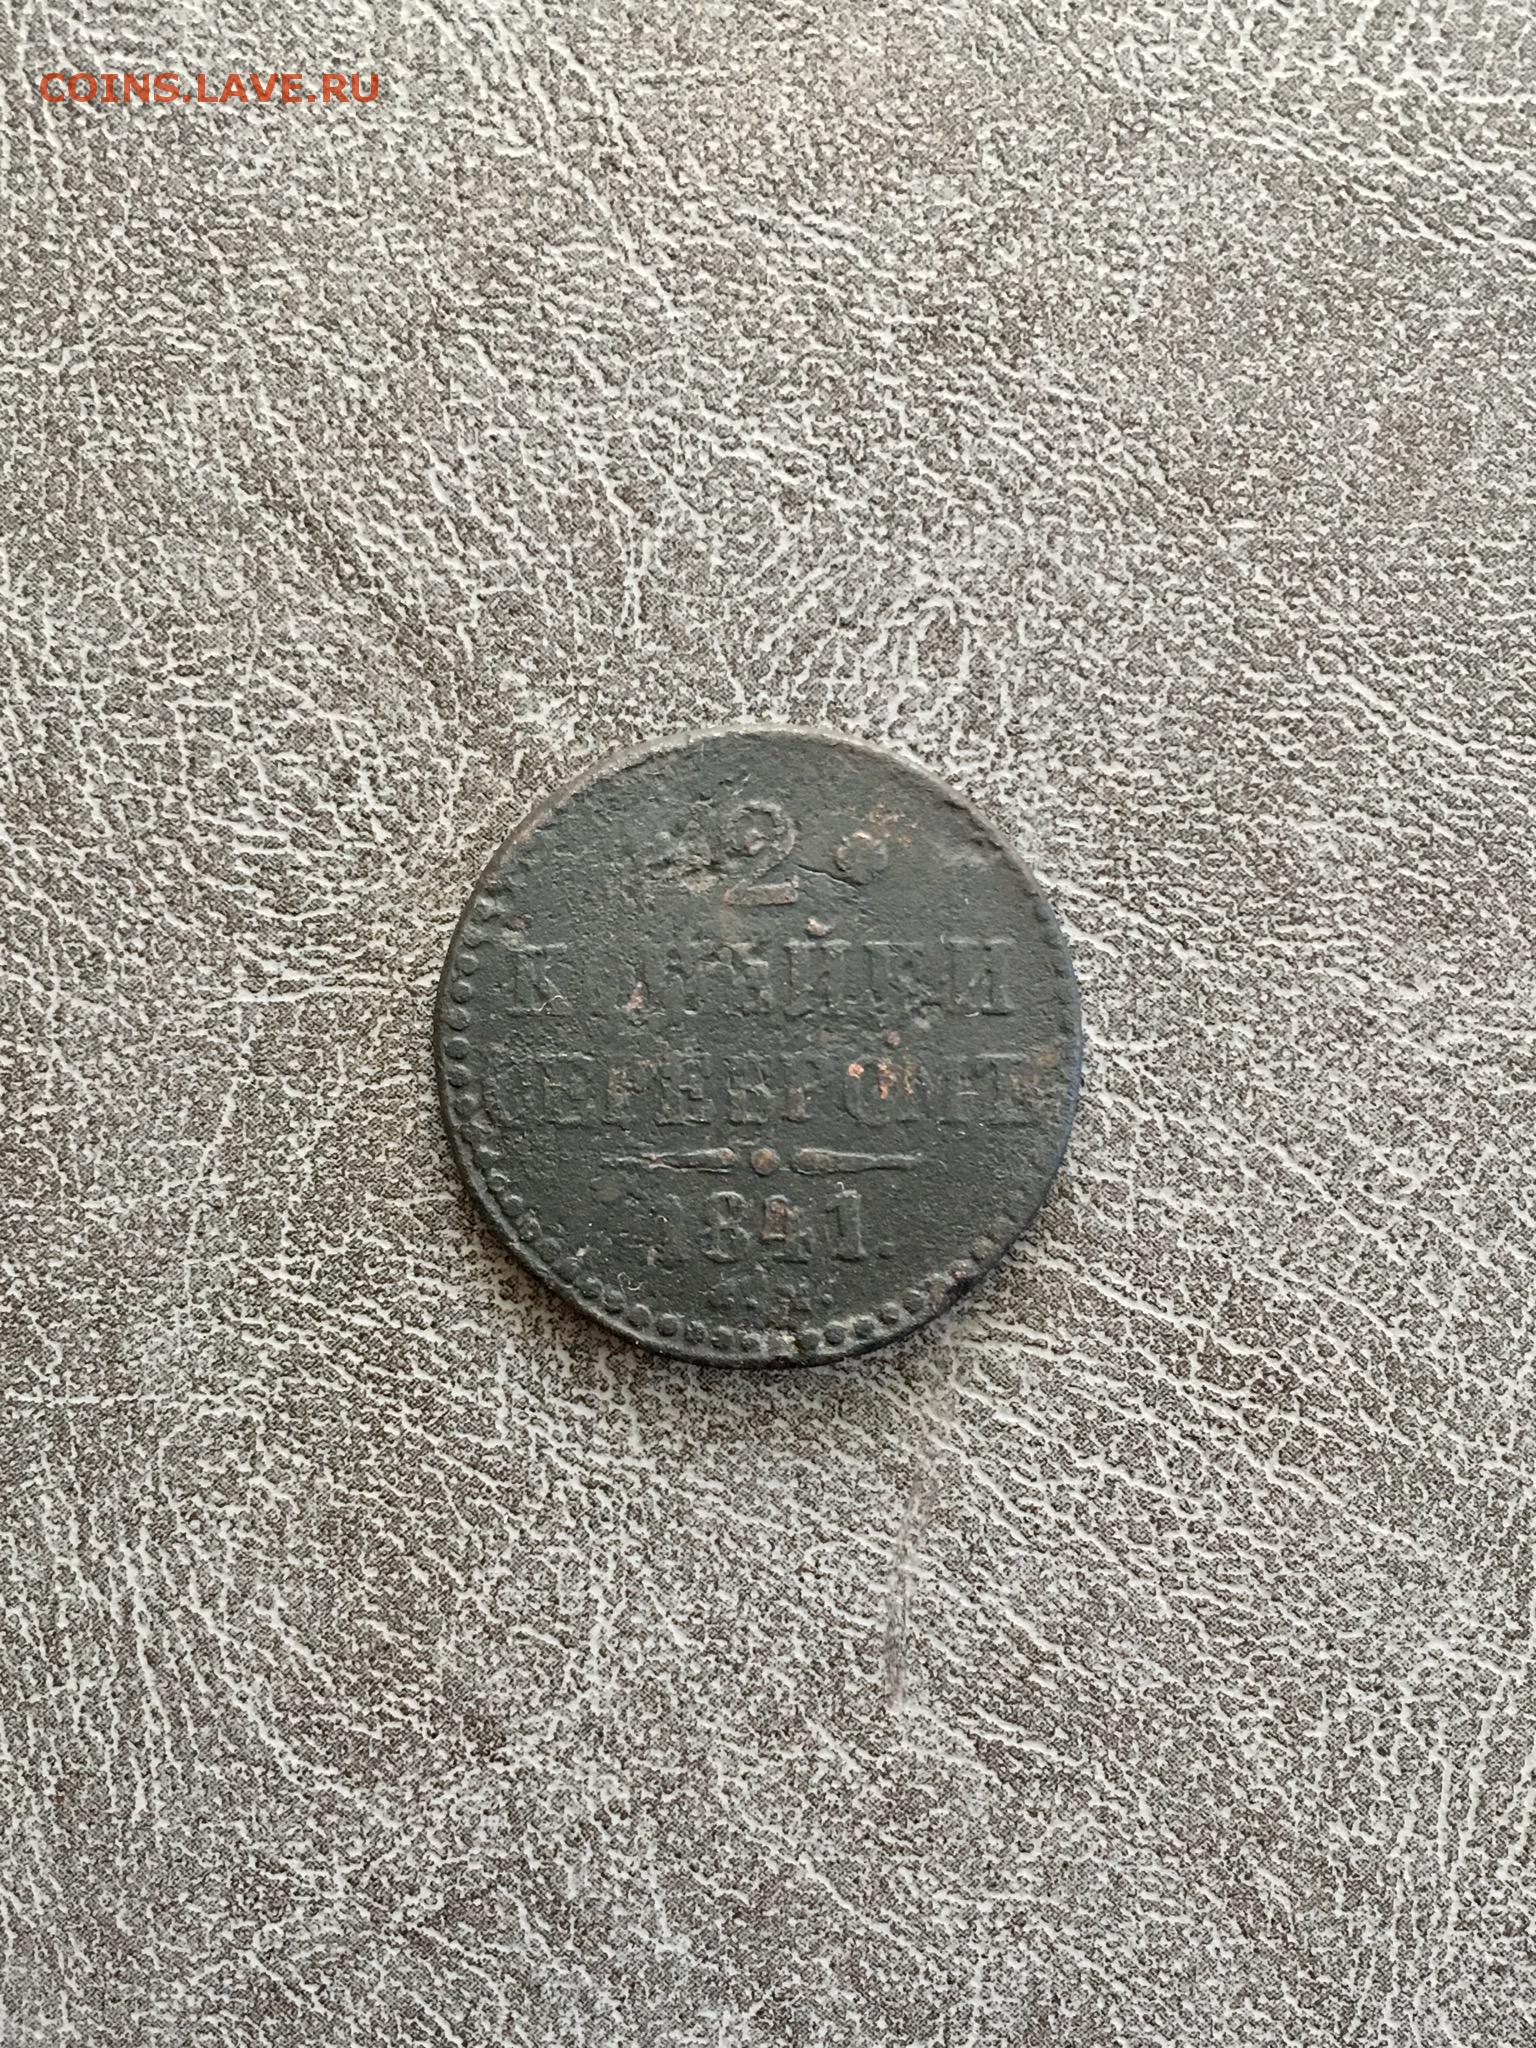 COINS.LAVE.RU
2
КОПѢЙКИ
СЕРЕБРОМЪ
1841.